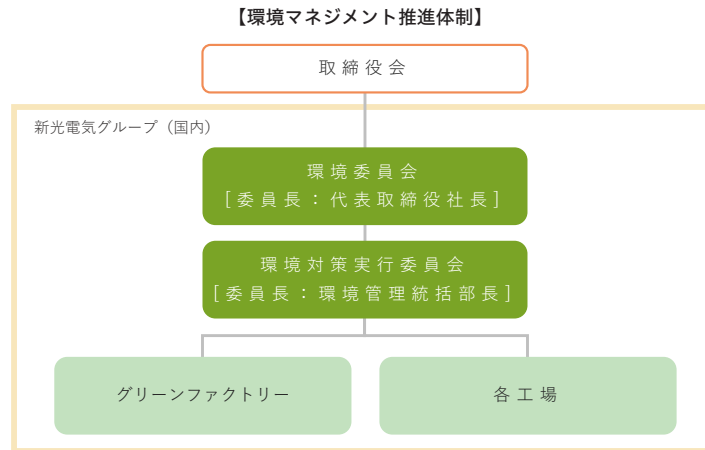 【環境マネジメント推進体制】
取締役会
新光電気グループ（国内）
環境委員会
[委員長：代表取締役社長]
環境対策実行委員会
[委員長：環境管理統括部長]
グリーンファクトリー
各工場